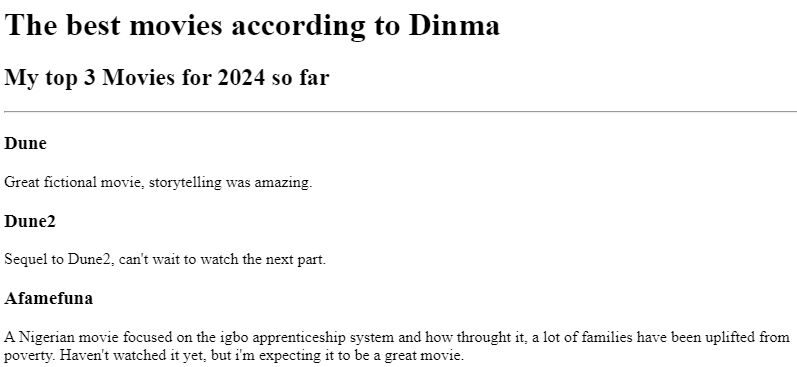 The best movies according to Dinma
My top 3 Movies for 2024 so far
Dune
Great fictional movie, storytelling was amazing.
Dune2
Sequel to Dune2, can't wait to watch the next part.
Afamefuna
A Nigerian movie focused on the igbo apprenticeship system and how throught it, a lot of families have been uplifted from
poverty. Haven't watched it yet, but i'm expecting it to be a great movie.